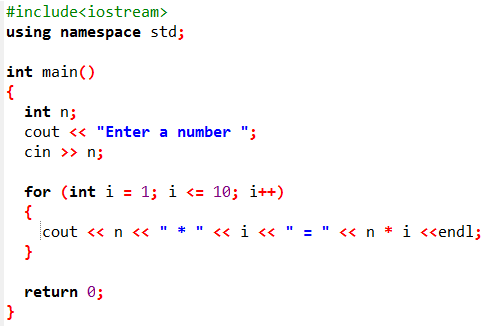 #include<iostream>
using namespace std;
int main()
{
int n;
cout << "Enter a number ";
cin >> n;
for (int i = 1; i <= 10; i++)
{
cout << n << " * " << i << " = " << n * i <<endl;
}
return 0;
}